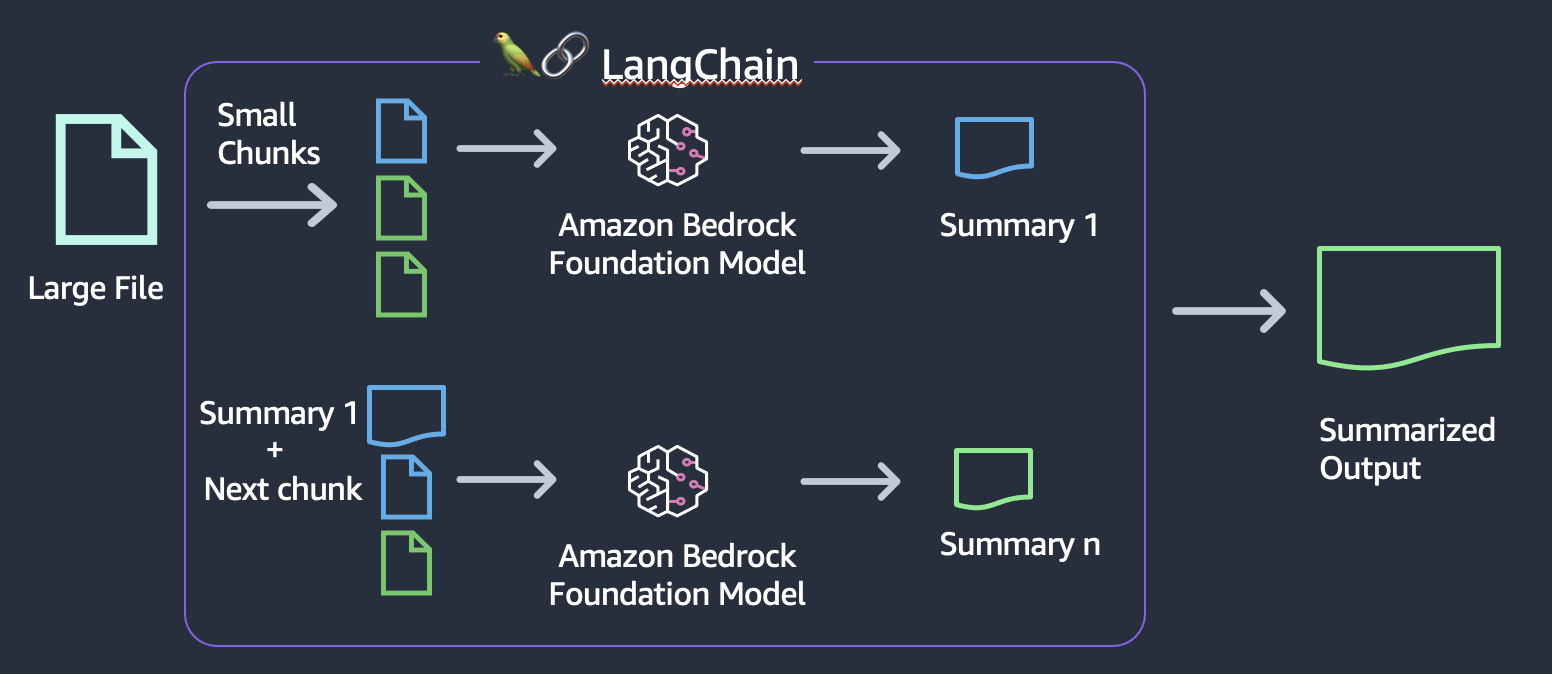 LangChain
Small
Chunks
Large File
Amazon Bedrock
Foundation Model
Summary 1
Summary 1
+
Next chunk
Amazon Bedrock
Foundation Model
Summary n
Summarized
Output